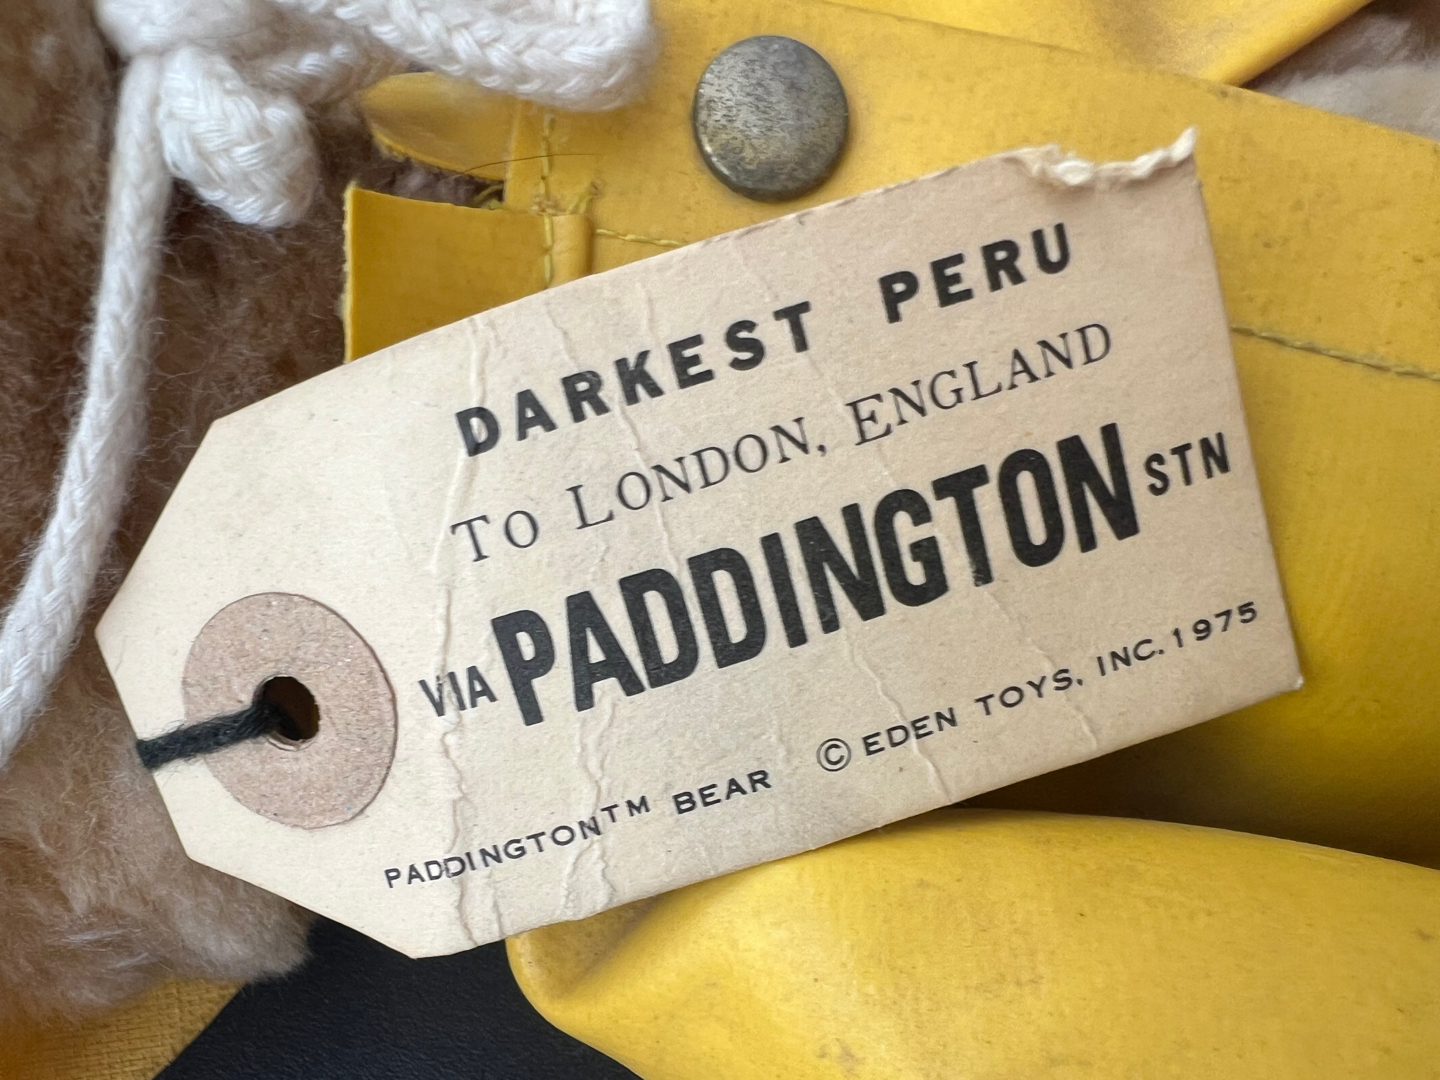 DARKEST PERU
TO LONDON, ENGLAND
VIA PADDINGTON STN
PADDINGTON™ BEAR © EDEN TOYS, INC. 1975